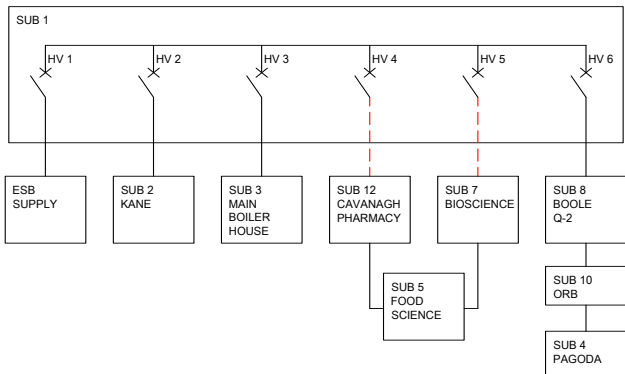 SUB 1
HV 1
HV 2
HV 3
HV 4
HV 5
HV 6
ESB
SUPPLY
SUB 2
KANE
SUB 3
MAIN
BOILER
HOUSE
SUB 12
CAVANAGH
PHARMACY
SUB 7
BIOSCIENCE
SUB 8
BOOLE
Q-2
SUB 5
FOOD
SCIENCE
SUB 10
ORB
SUB 4
PAGODA